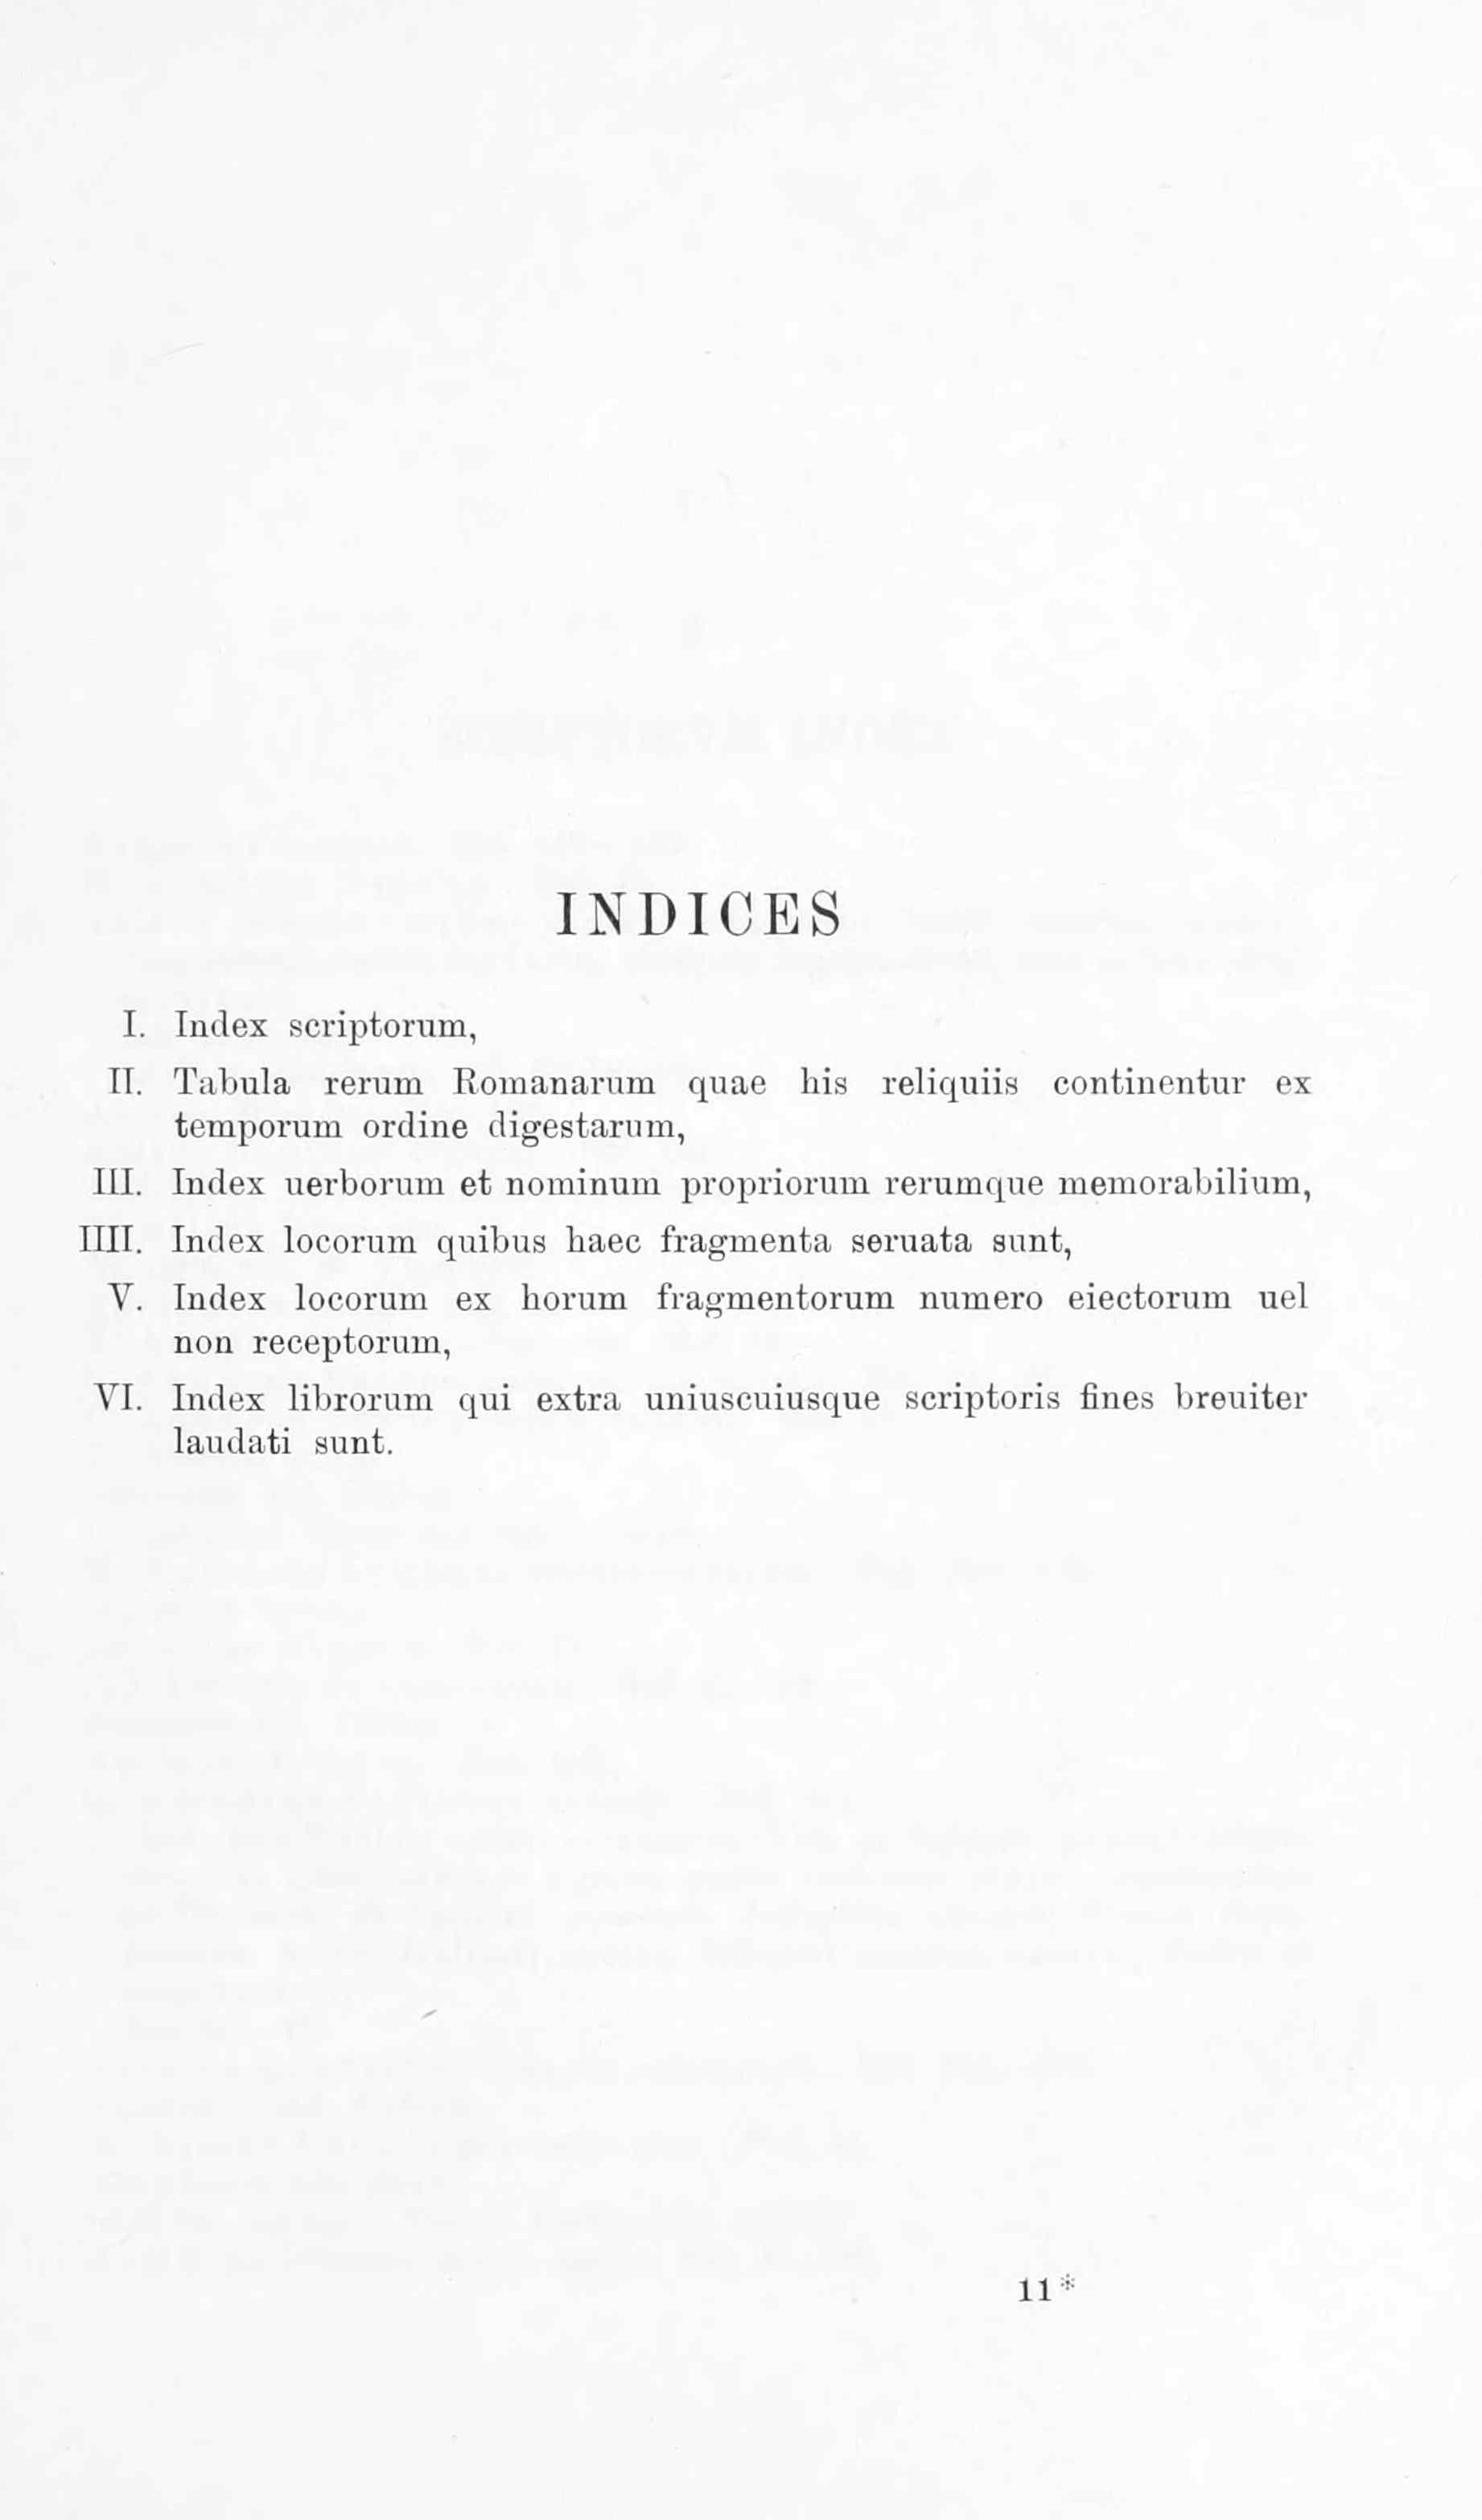 INDICES
I. Index scriptorum,
II. Tabula rerum Romanarum quae his reliquiis continentur ex
temporum ordine digestarum,
III. Index uerborum et nominum propriorum rerumque memorabilium,
IIII. Index locorum quibus haec fragmenta seruata sunt,
V. Index locorum ex horum fragmentorum numero eiectorum uel
non receptorum,
VI. Index librorum qui extra uniuscuiusque scriptoris fines breuiter
laudati sunt.
11*